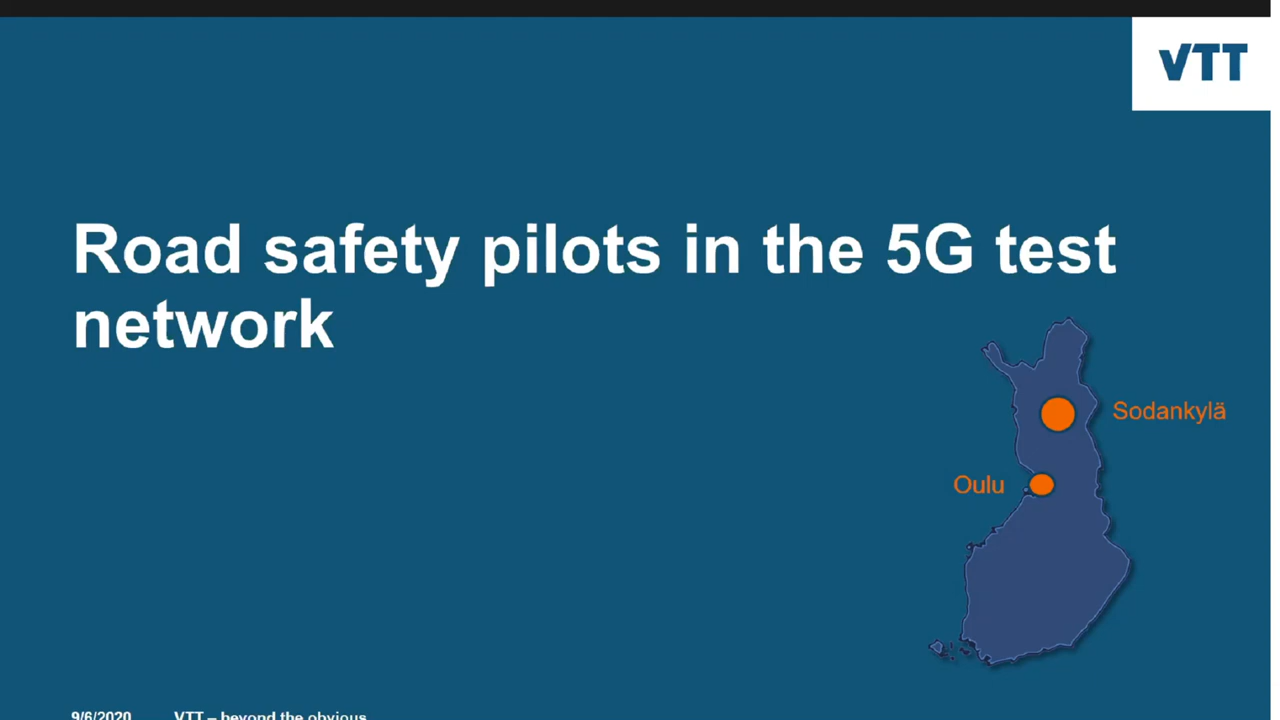 VTT
Road safety pilots in the 5G test
network
Sodankylä
Oulu
9/6/2020 VTT – beyond the obvious